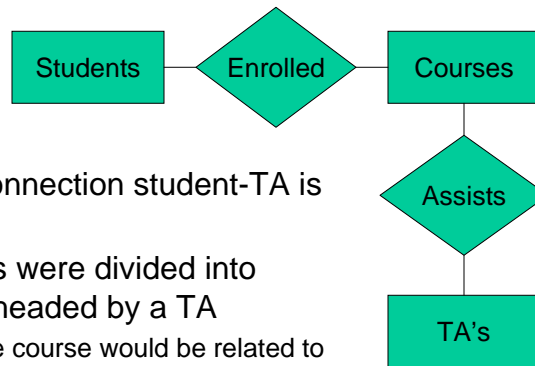 Students Enrolled Courses
onnection student-TA is
Assists
s were divided into
headed by a TA
TA's
e course would be related to